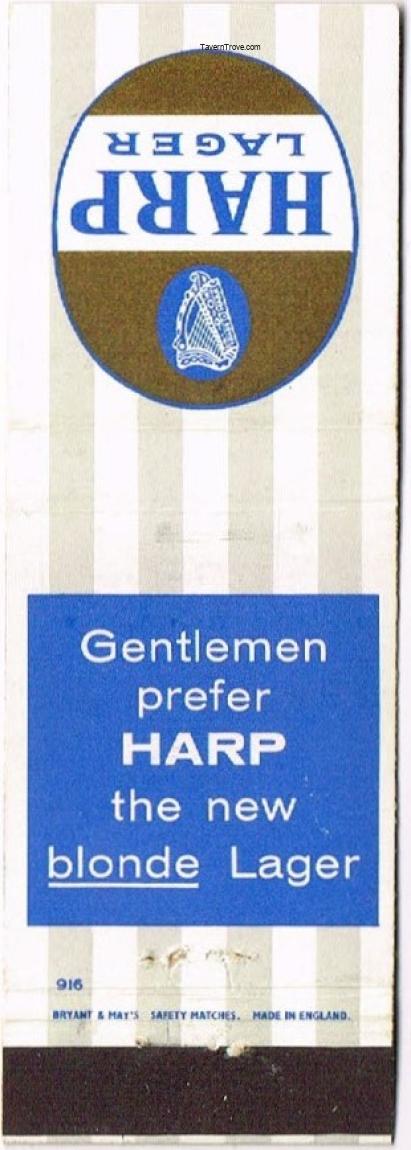 TavernTrove.com
HARP
LAGER
Gentlemen
prefer
HARP
the new
blonde Lager
916
BRYANT & MAY'S SAFETY MATCHES. MADE IN ENGLAND.